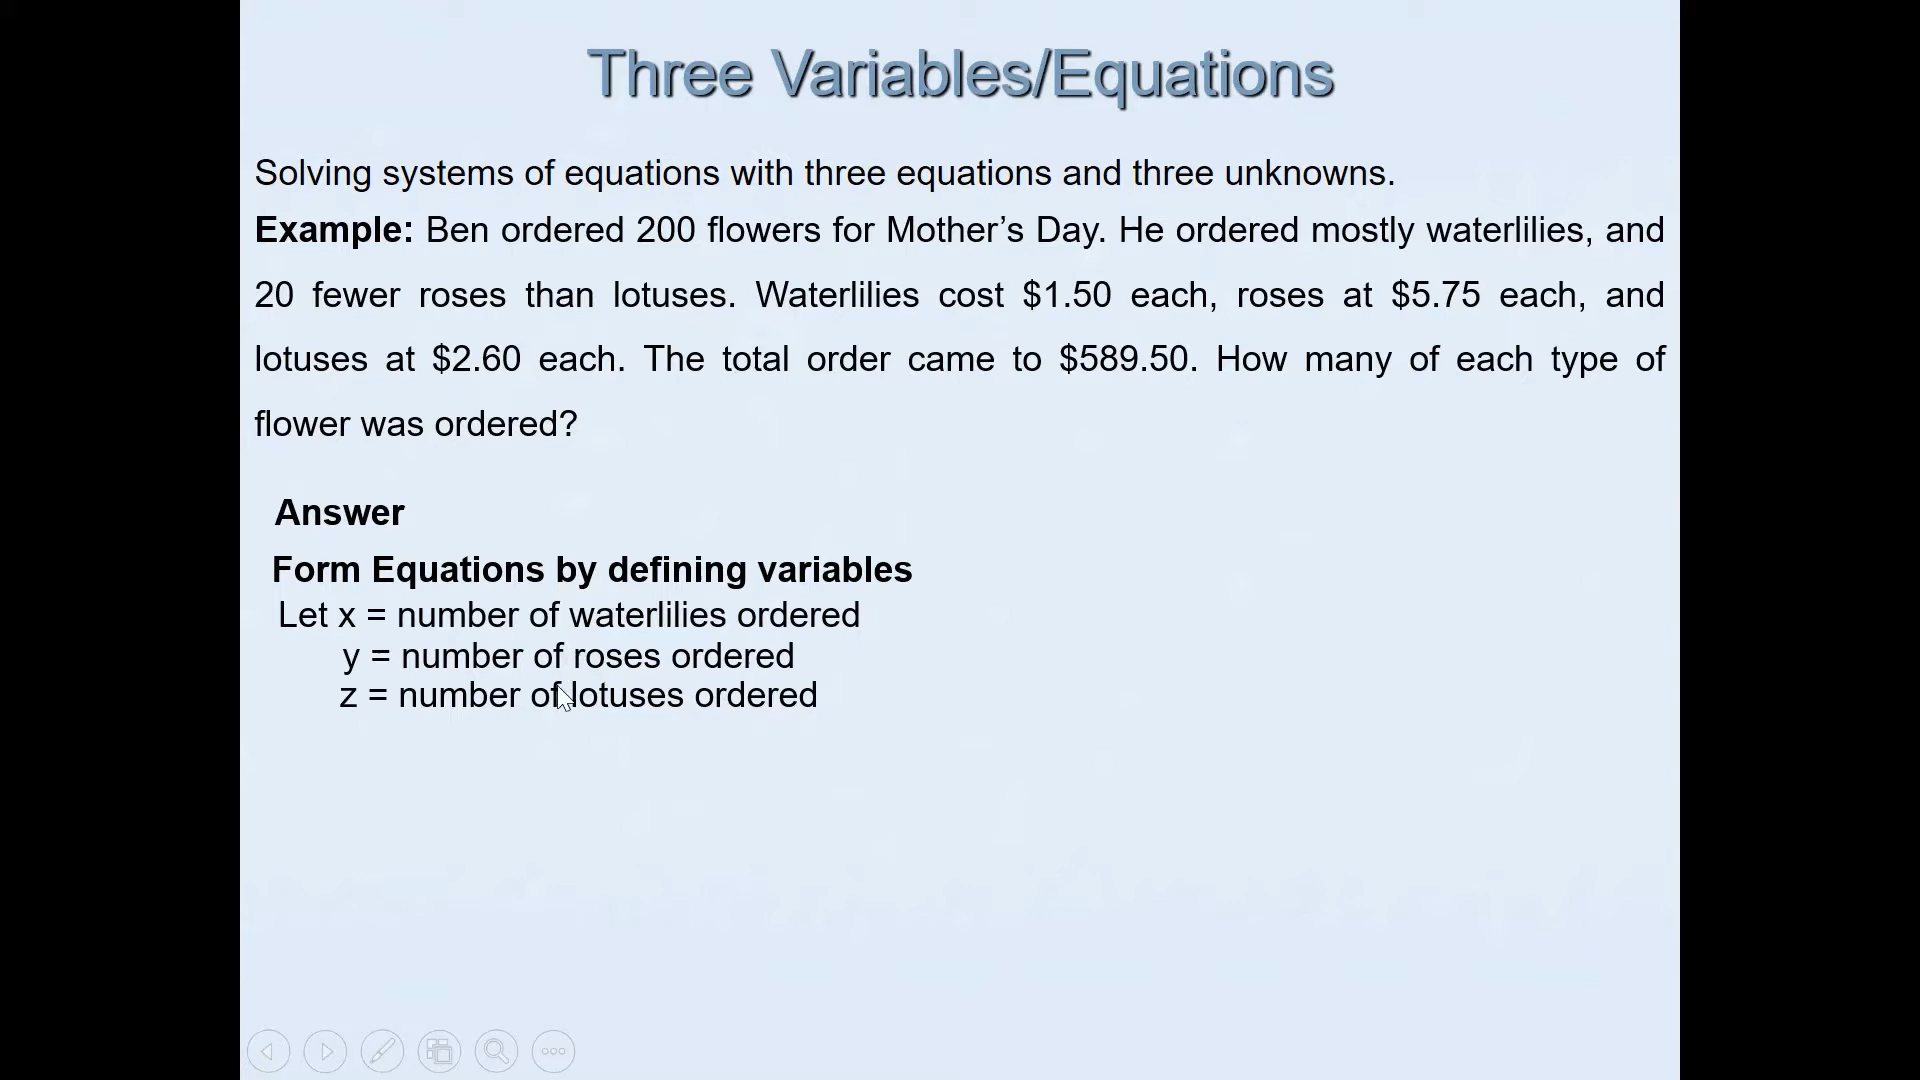 Three Variables/Equations
Solving systems of equations with three equations and three unknowns.
Example: Ben ordered 200 flowers for Mother’s Day. He ordered mostly waterlilies, and
20 fewer roses than lotuses. Waterlilies cost $1.50 each, roses at $5.75 each, and
lotuses at $2.60 each. The total order came to $589.50. How many of each type of
flower was ordered?
Answer
Form Equations by defining variables
Let x = number of waterlilies ordered
y = number of roses ordered
z = number of lotuses ordered